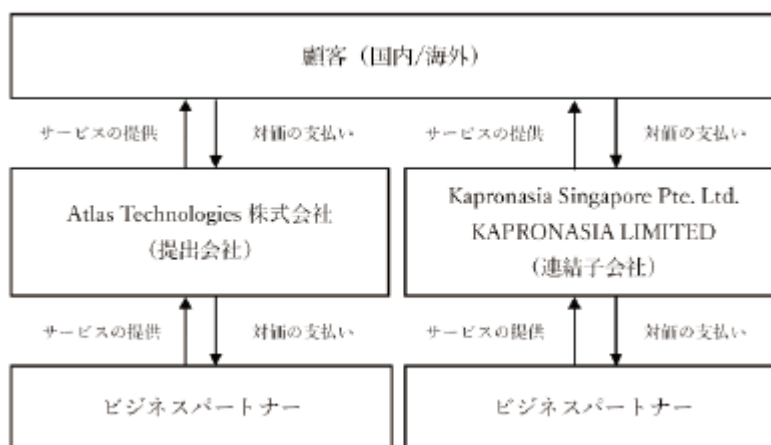 顧客（国内/海外）
サービスの提供
対価の支払い
サービスの提供
対価の支払い
Atlas Technologies 株式会社
（提出会社）
Kapronasia Singapore Pte. Ltd.
KAPRONASIA LIMITED
（連結子会社）
サービスの提供
対価の支払い
サービスの提供
対価の支払い
ビジネスパートナー
ビジネスパートナー